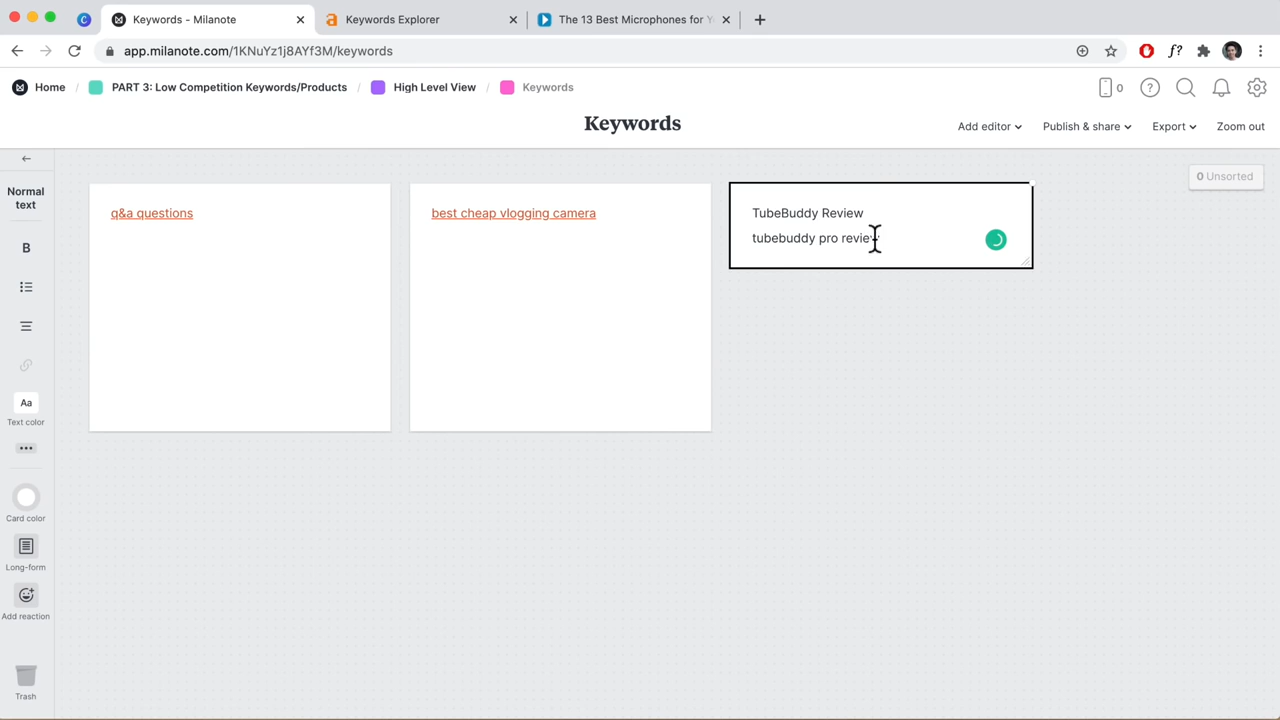 Keywords - Milanote
Keywords Explorer
The 13 Best Microphones for Y
app.milanote.com/1KNuYz1j8AYf3M/keywords
Home / PART 3: Low Competition Keywords/Products / High Level View / Keywords
0
Keywords
Add editor
Publish & share
Export
Zoom out
0 Unsorted
Normal text
B
Aa
Text color
Card color
Long-form
Add reaction
Trash
q&a questions
best cheap vlogging camera
TubeBuddy Review
tubebuddy pro review